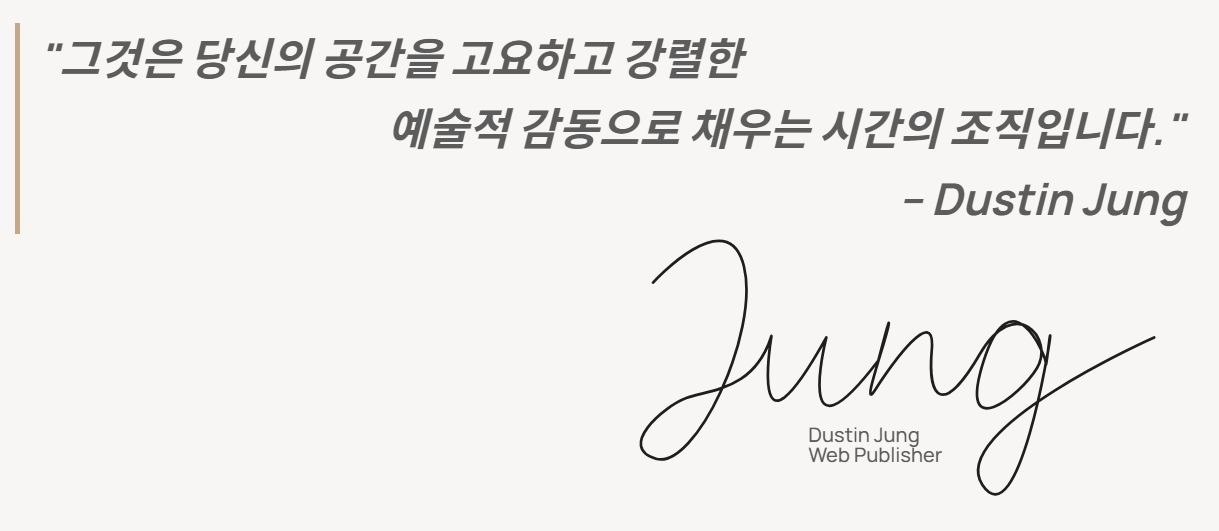 "그것은 당신의 공간을 고요하고 강렬한
예술적 감동으로 채우는 시간의 조직입니다."
– Dustin Jung
Jung
Dustin Jung
Web Publisher